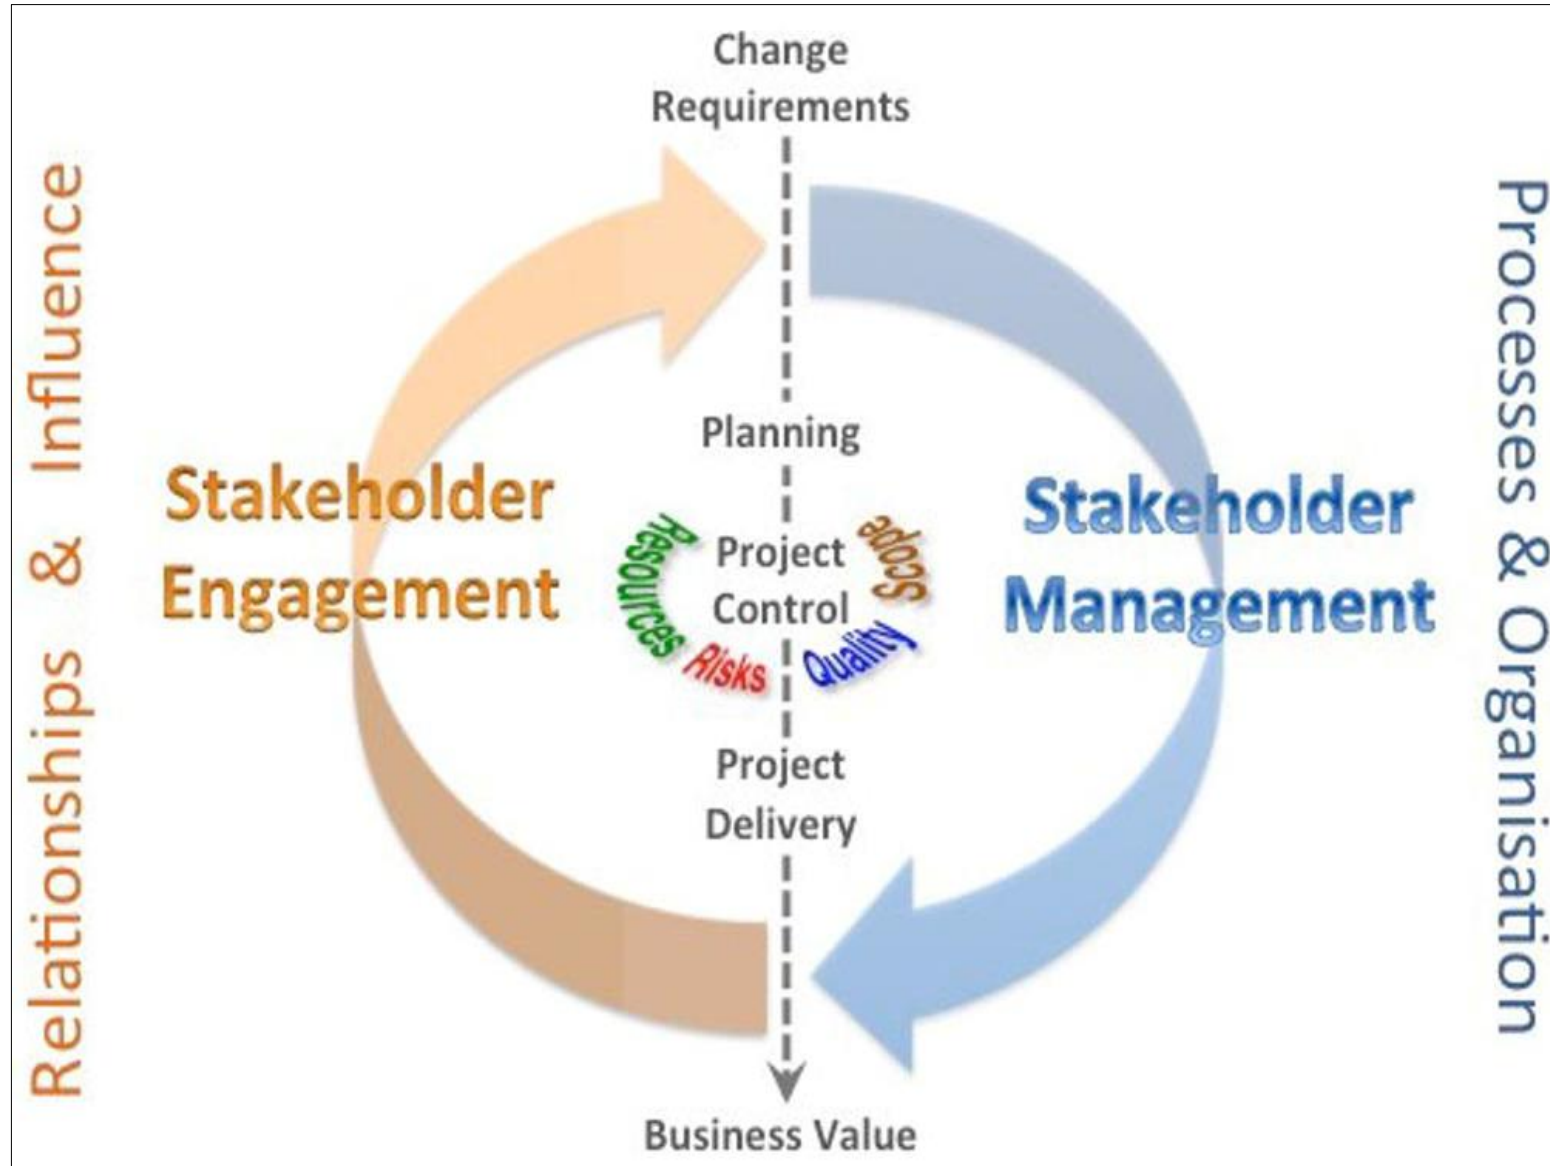 Change
Requirements
Relationships & Influence
Stakeholder
Engagement
Planning
Project
Control
Resources
Risks
Quality
Scope
Project
Delivery
Stakeholder
Management
Processes & Organisation
Business Value